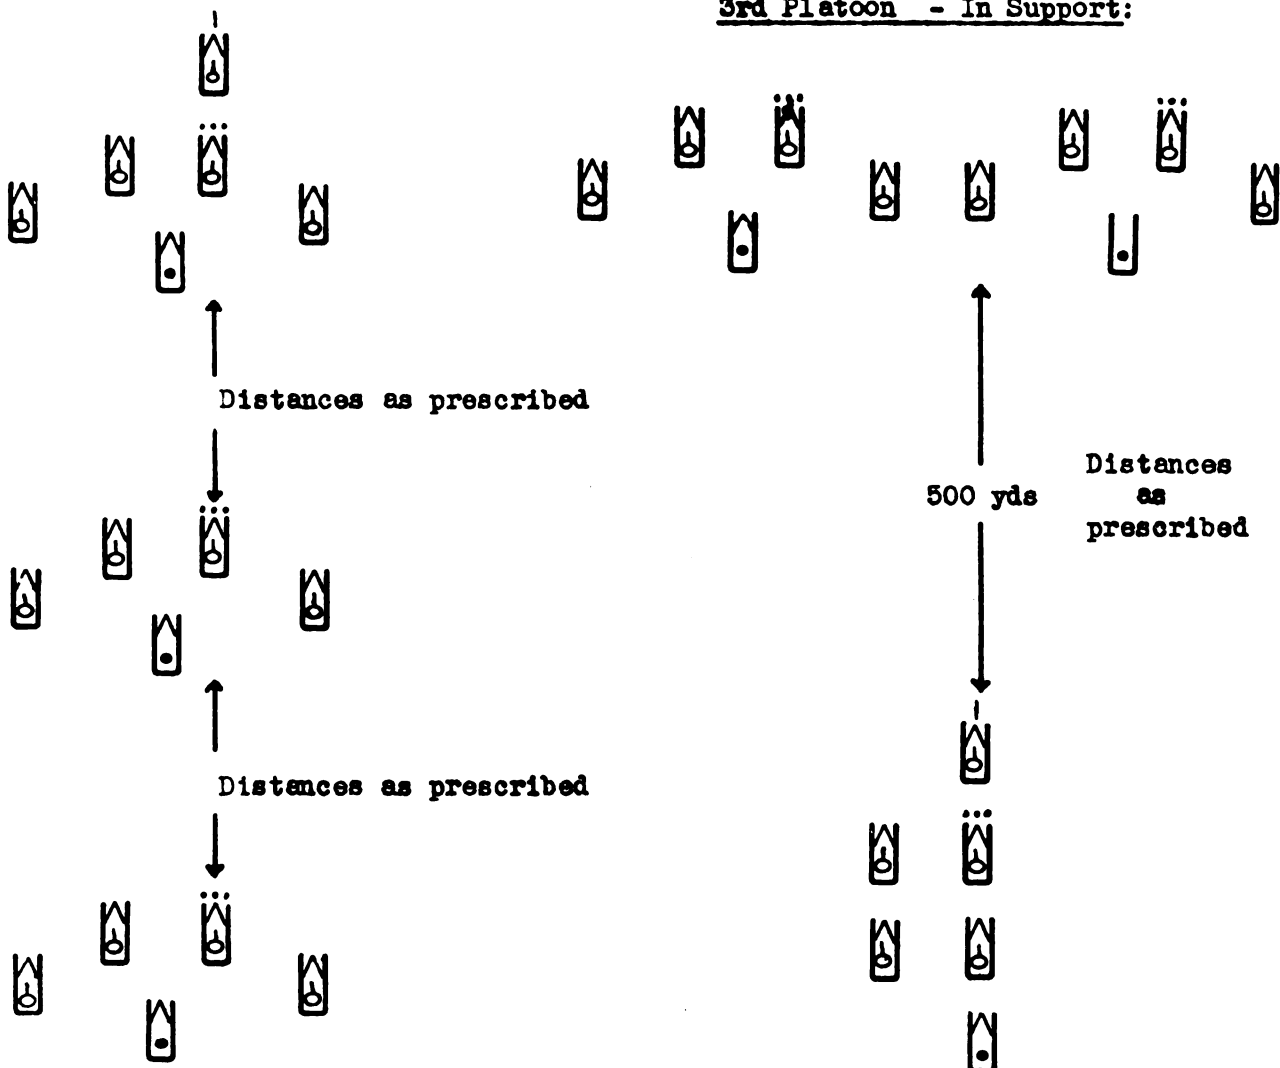 3rd Platoon - In Support:
Distances as prescribed
Distances as prescribed
500 yds
Distances
as
prescribed